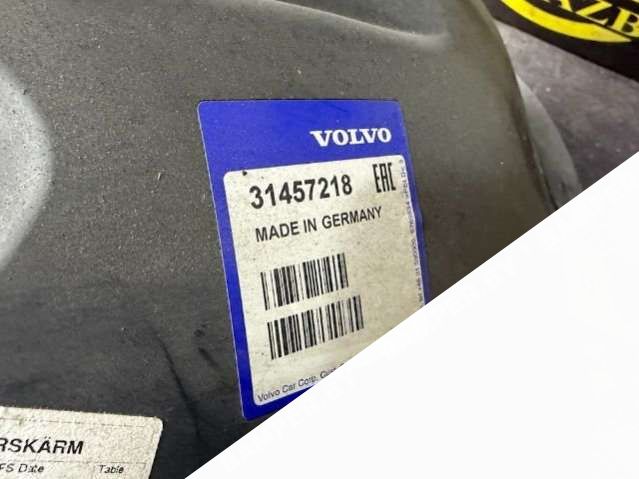 VOLVO
31457218 EAC
MADE IN GERMANY
Volvo Car Corp.
RSKÄRM
FS Date Table